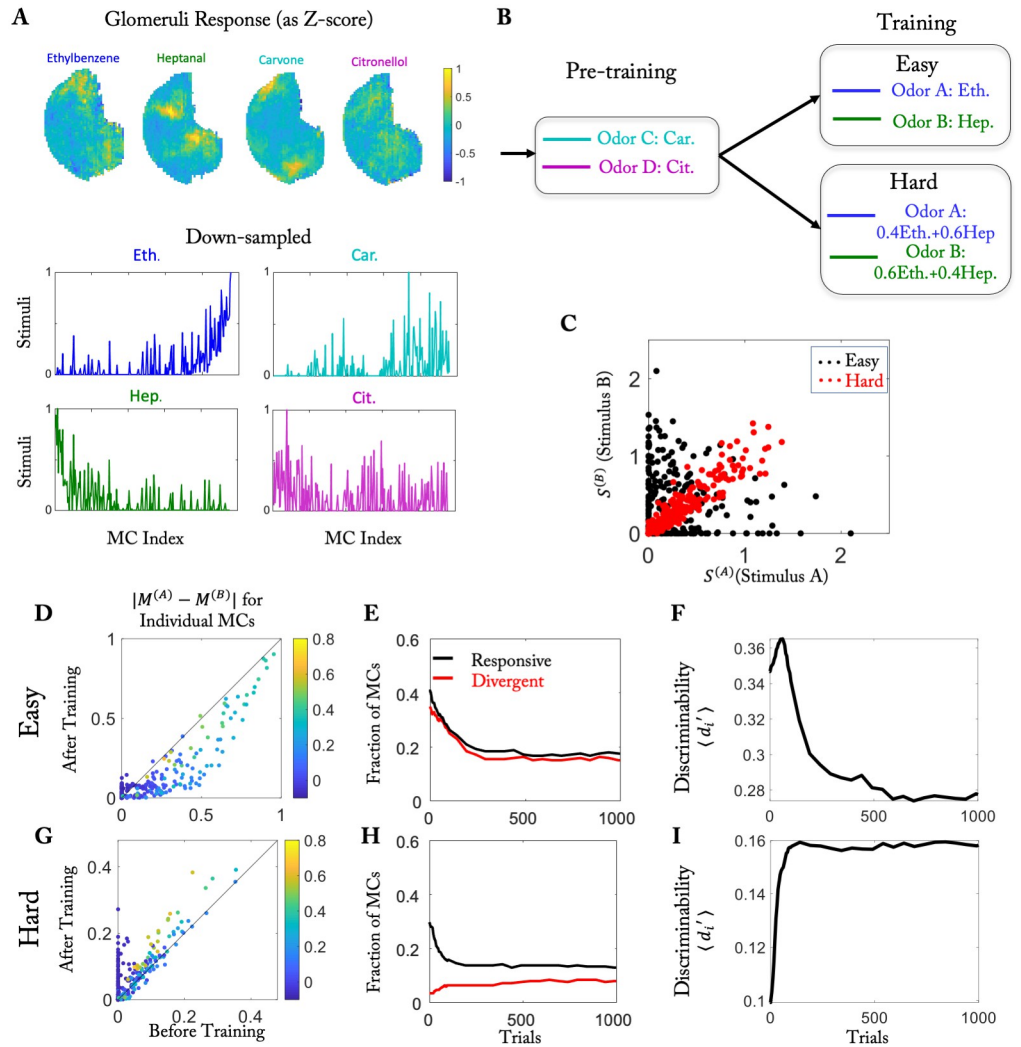 A
Glomeruli Response (as Z-score)
Ethylbenzene
Heptanal
Carvone
Citronellol
1
0.5
0
-0.5
-1
Down-sampled
Eth.
Car.
1
0
1
0
Stimuli
Hep.
Cit.
1
0
1
0
Stimuli
MC Index
MC Index
B
Training
Pre-training
Easy
Odor A: Eth.
Odor B: Hep.
Odor C: Car.
Odor D: Cit.
Hard
Odor A:
0.4Eth.+0.6Hep
Odor B:
0.6Eth.+0.4Hep.
C
Easy
Hard
2
1
0
0
1
2
S^(B) (Stimulus B)
S^(A)(Stimulus A)
D
|M^(A) − M^(B)| for
Individual MCs
Easy
After Training
1
0.5
0
0
0.5
1
0.8
0.6
0.4
0.2
0
E
Fraction of MCs
Responsive
Divergent
0.6
0.4
0.2
0
0
500
1000
F
Discriminability
⟨ dᵢ′ ⟩
0.36
0.32
0.3
0.28
0
500
1000
G
Hard
After Training
0.4
0.2
0
0
0.2
0.4
Before Training
0.8
0.6
0.4
0.2
0
H
Fraction of MCs
0.6
0.4
0.2
0
0
500
1000
Trials
I
Discriminability
⟨ dᵢ′ ⟩
0.16
0.14
0.12
0.1
0
500
1000
Trials